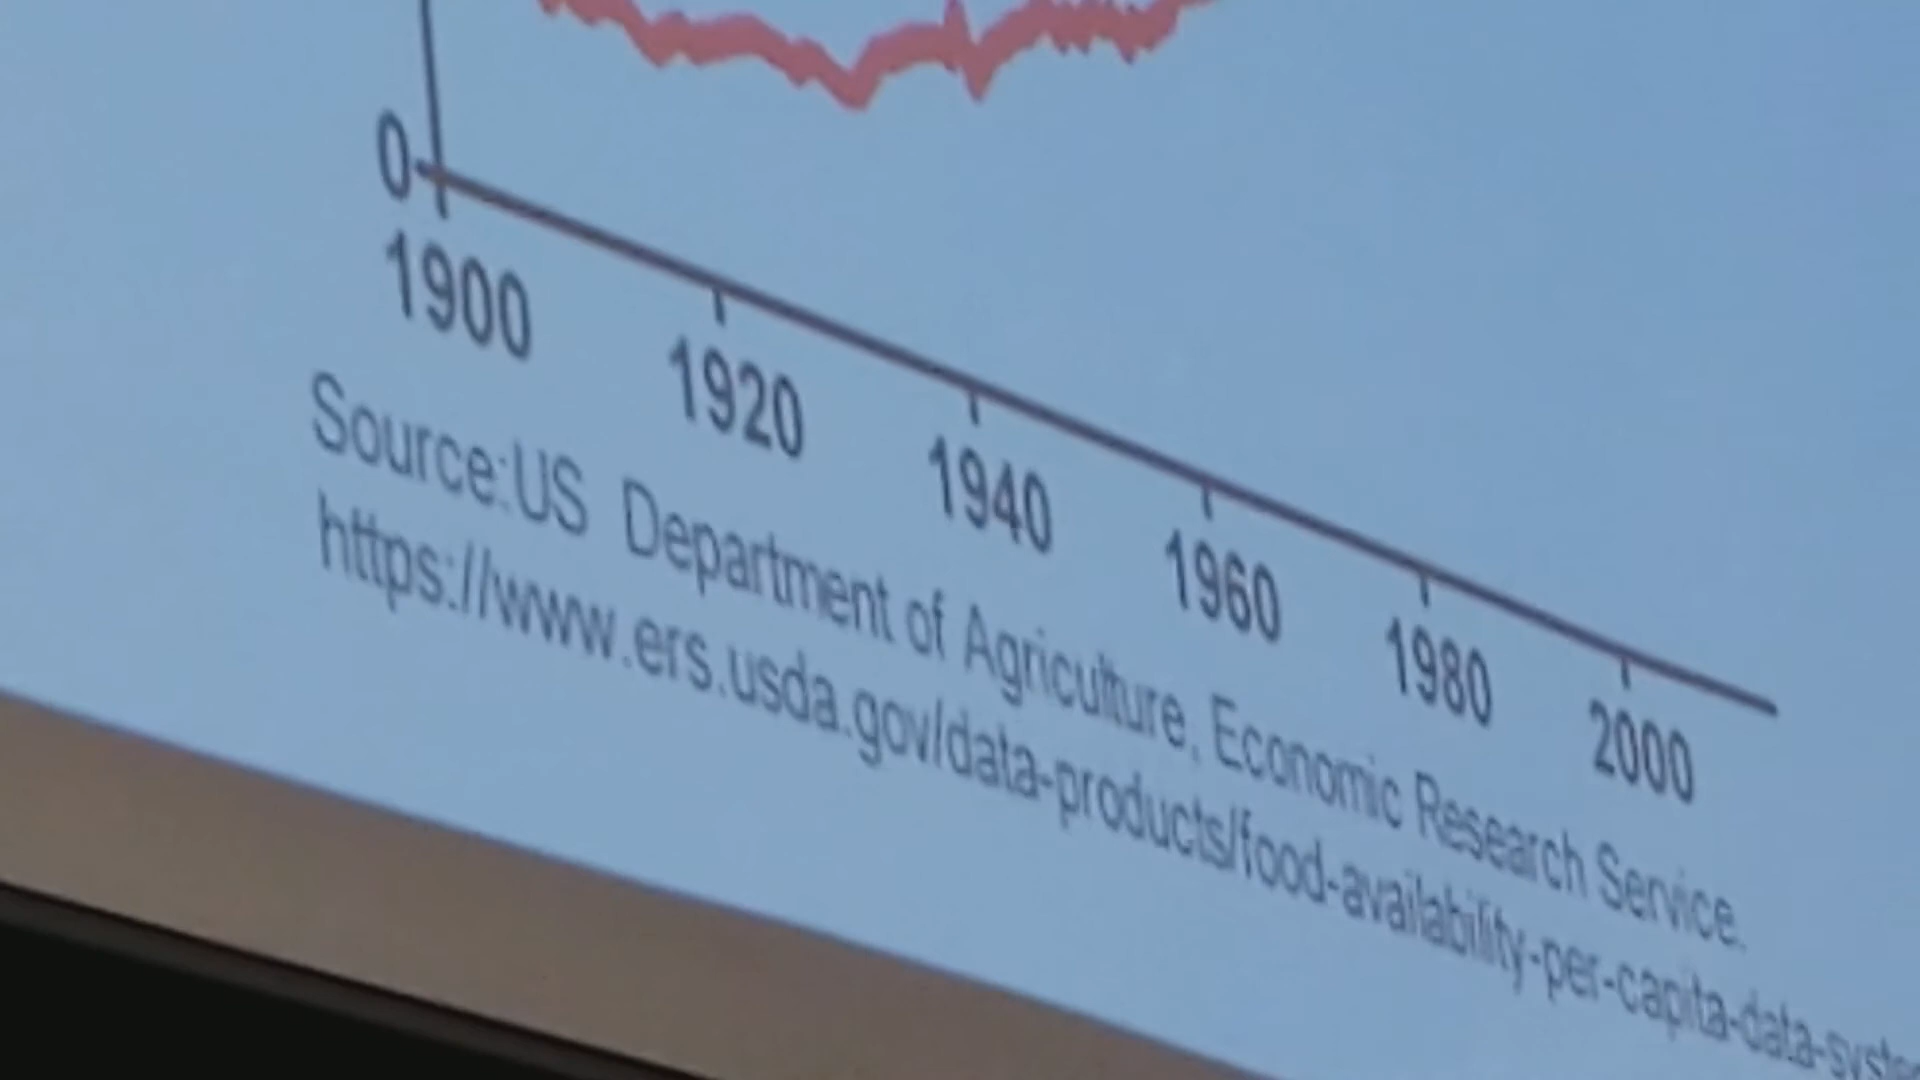 0
1900 1920 1940 1960 1980 2000
Source:US Department of Agriculture, Economic Research Service.
https://www.ers.usda.gov/data-products/food-availability-per-capita-data-syste